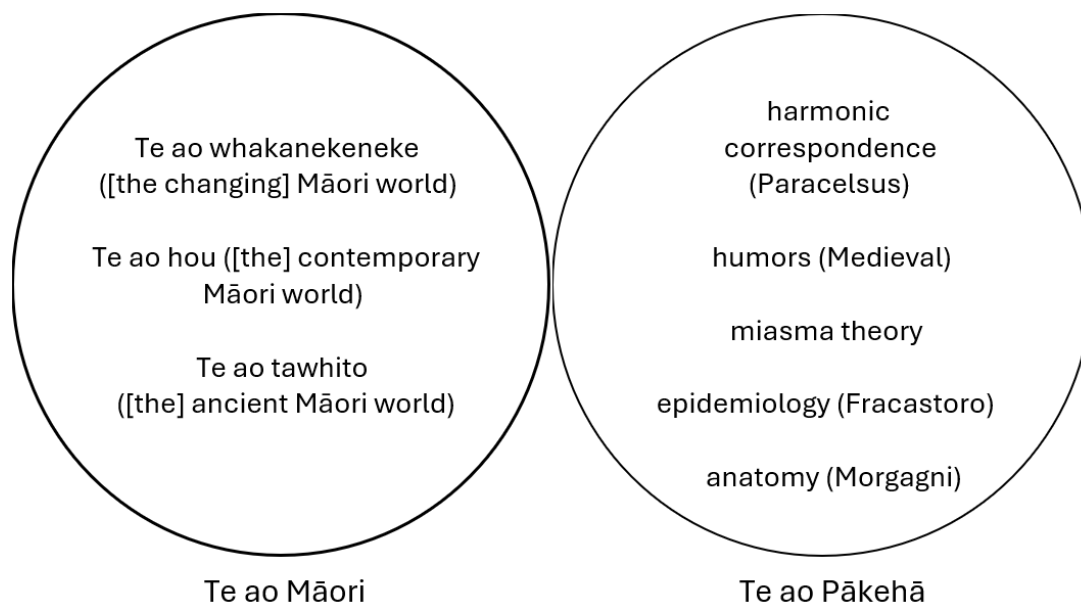 Te ao whakanekeneke
([the changing] Māori world)
Te ao hou ([the] contemporary
Māori world)
Te ao tawhito
([the] ancient Māori world)
Te ao Māori
harmonic
correspondence
(Paracelsus)
humors (Medieval)
miasma theory
epidemiology (Fracastoro)
anatomy (Morgagni)
Te ao Pākehā